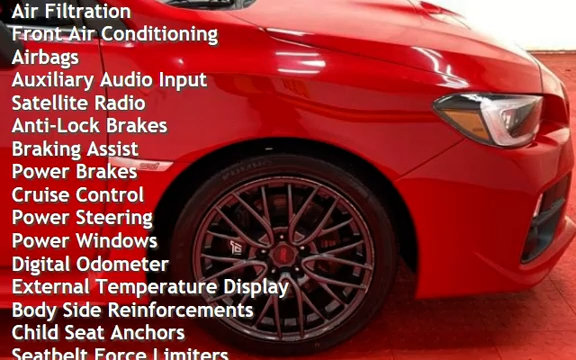 Air Filtration
Front Air Conditioning
Airbags
Auxiliary Audio Input
Satellite Radio
Anti-Lock Brakes
Braking Assist
Power Brakes
Cruise Control
Power Steering
Power Windows
Digital Odometer
External Temperature Display
Body Side Reinforcements
Child Seat Anchors
Seatbelt Force Limiters